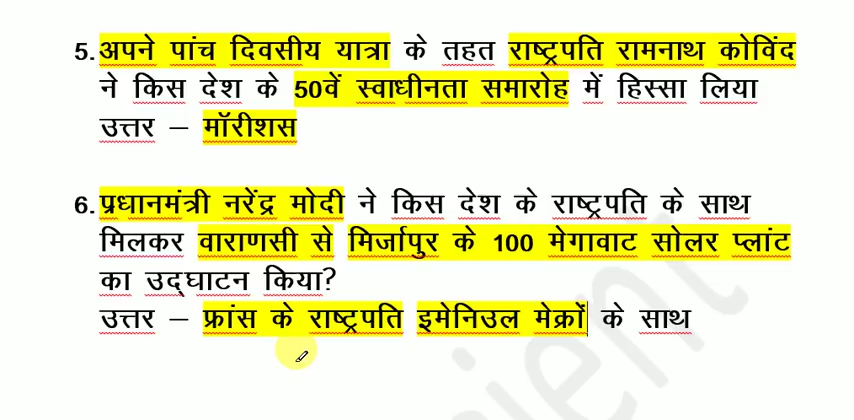 5. अपने पांच दिवसीय यात्रा के तहत राष्ट्रपति रामनाथ कोविंद
ने किस देश के 50वें स्वाधीनता समारोह में हिस्सा लिया
उत्तर – मॉरीशस
6. प्रधानमंत्री नरेंद्र मोदी ने किस देश के राष्ट्रपति के साथ
मिलकर वाराणसी से मिर्जापुर के 100 मेगावाट सोलर प्लांट
का उद्घाटन किया?
उत्तर – फ्रांस के राष्ट्रपति इमेनिउल मेक्रों के साथ